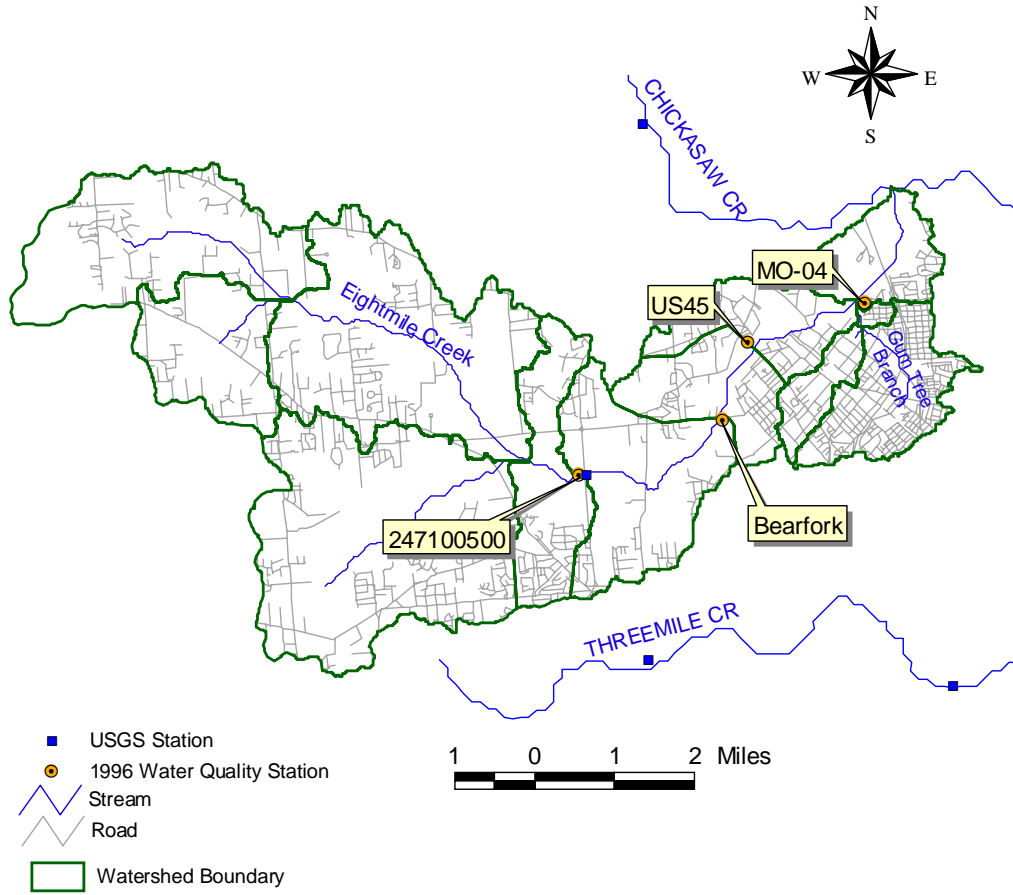 N
W
E
S
CHICKASAW CR
MO-04
US45
Eightmile Creek
Gum Tree
Branch
247100500
Bearfork
THREEMILE CR
USGS Station
1996 Water Quality Station
Stream
Road
Watershed Boundary
1 0 1 2 Miles